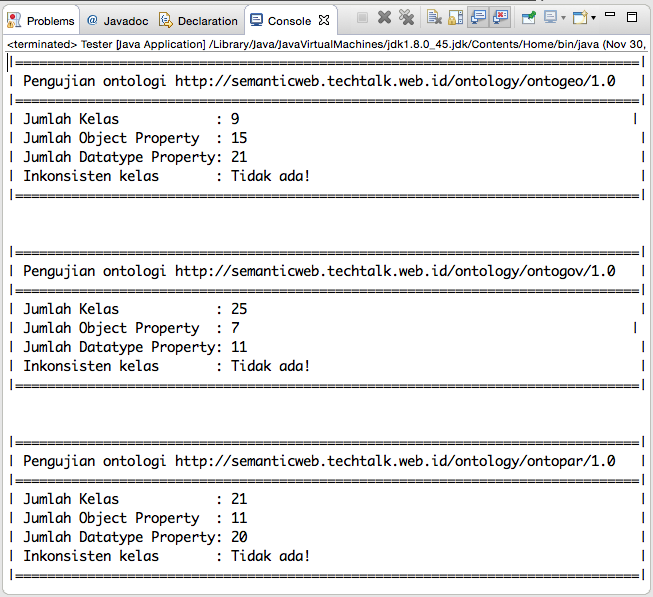 Problems @ Javadoc Declaration Console
<terminated> Tester [Java Application] /Library/Java/JavaVirtualMachines/jdk1.8.0_45.jdk/Contents/Home/bin/java (Nov 30,
|==============================================================================|
| Pengujian ontologi http://semanticweb.techtalk.web.id/ontology/ontogeo/1.0   |
|==============================================================================|
| Jumlah Kelas            : 9                                                 |
| Jumlah Object Property  : 15                                                 |
| Jumlah Datatype Property: 21                                                 |
| Inkonsisten kelas       : Tidak ada!                                         |
|==============================================================================|
|==============================================================================|
| Pengujian ontologi http://semanticweb.techtalk.web.id/ontology/ontogov/1.0   |
|==============================================================================|
| Jumlah Kelas            : 25                                                 |
| Jumlah Object Property  : 7                                                 |
| Jumlah Datatype Property: 11                                                 |
| Inkonsisten kelas       : Tidak ada!                                         |
|==============================================================================|
|==============================================================================|
| Pengujian ontologi http://semanticweb.techtalk.web.id/ontology/ontopar/1.0   |
|==============================================================================|
| Jumlah Kelas            : 21                                                 |
| Jumlah Object Property  : 11                                                 |
| Jumlah Datatype Property: 20                                                 |
| Inkonsisten kelas       : Tidak ada!                                         |
|==============================================================================|